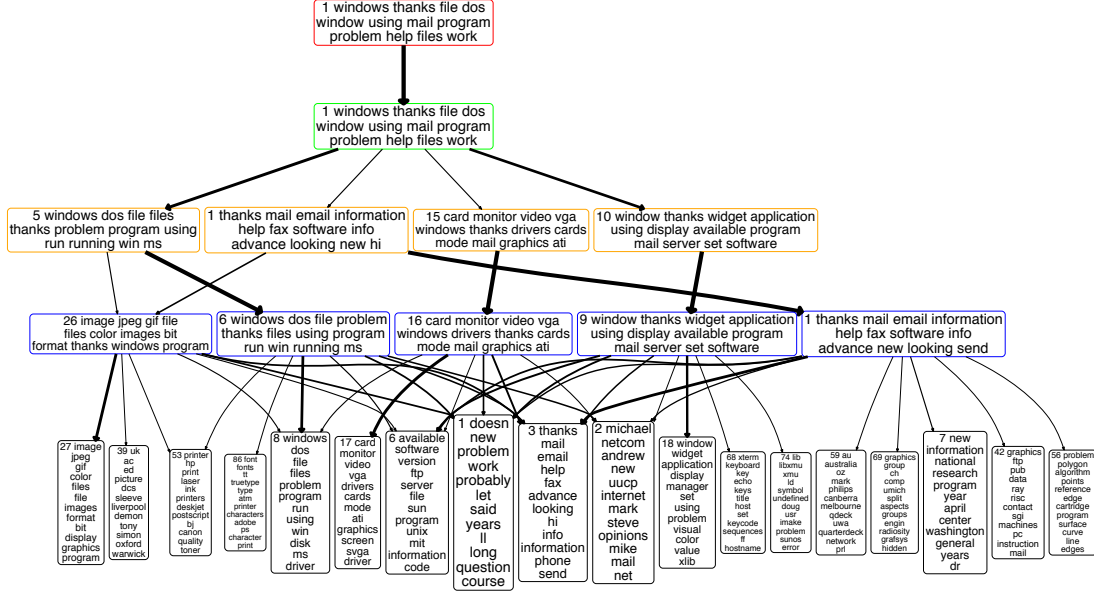 1 windows thanks file dos
window using mail program
problem help files work
1 windows thanks file dos
window using mail program
problem help files work
5 windows dos file files
thanks problem program using
run running win ms
1 thanks mail email information
help fax software info
advance looking new hi
15 card monitor video vga
windows thanks drivers cards
mode mail graphics ati
10 window thanks widget application
using display available program
mail server set software
26 image jpeg gif file
files color images bit
format thanks windows program
6 windows dos file problem
thanks files using program
run win running ms
16 card monitor video vga
windows drivers thanks cards
mode mail graphics ati
9 window thanks widget application
using display available program
mail server set software
1 thanks mail email information
help fax software info
advance new looking send
27 image
jpeg
gif
color
files
file
images
format
bit
display
graphics
program
39 uk
ac
ed
picture
dcs
sleeve
liverpool
demon
tony
simon
oxford
warwick
53 printer
hp
print
laser
ink
printers
deskjet
postscript
bj
canon
quality
toner
86 font
fonts
tt
truetype
type
atm
printer
characters
adobe
ps
character
print
8 windows
dos
file
files
problem
program
run
using
win
disk
ms
driver
17 card
monitor
video
vga
drivers
cards
mode
ati
graphics
screen
svga
driver
6 available
software
version
ftp
server
file
sun
program
unix
mit
information
code
1 doesn
new
problem
work
probably
let
said
years
ll
long
question
course
3 thanks
mail
email
help
fax
advance
looking
hi
info
information
phone
send
2 michael
netcom
andrew
new
uucp
internet
mark
steve
opinions
mike
mail
net
18 window
widget
application
display
manager
set
using
problem
visual
color
value
xlib
68 xterm
keyboard
key
echo
keys
title
host
set
keycode
sequences
ff
hostname
74 lib
libxmu
xmu
ld
symbol
undefined
doug
usr
imake
problem
sunos
error
59 au
australia
oz
mark
philips
canberra
melbourne
qdeck
uwa
quarterdeck
network
prl
69 graphics
group
ch
comp
umich
split
aspects
groups
engin
radiosity
grafsys
hidden
7 new
information
national
research
program
year
april
center
washington
general
years
dr
42 graphics
ftp
pub
data
ray
risc
contact
sgi
machines
pc
instruction
mail
56 problem
polygon
algorithm
points
reference
edge
cartridge
program
surface
curve
line
edges